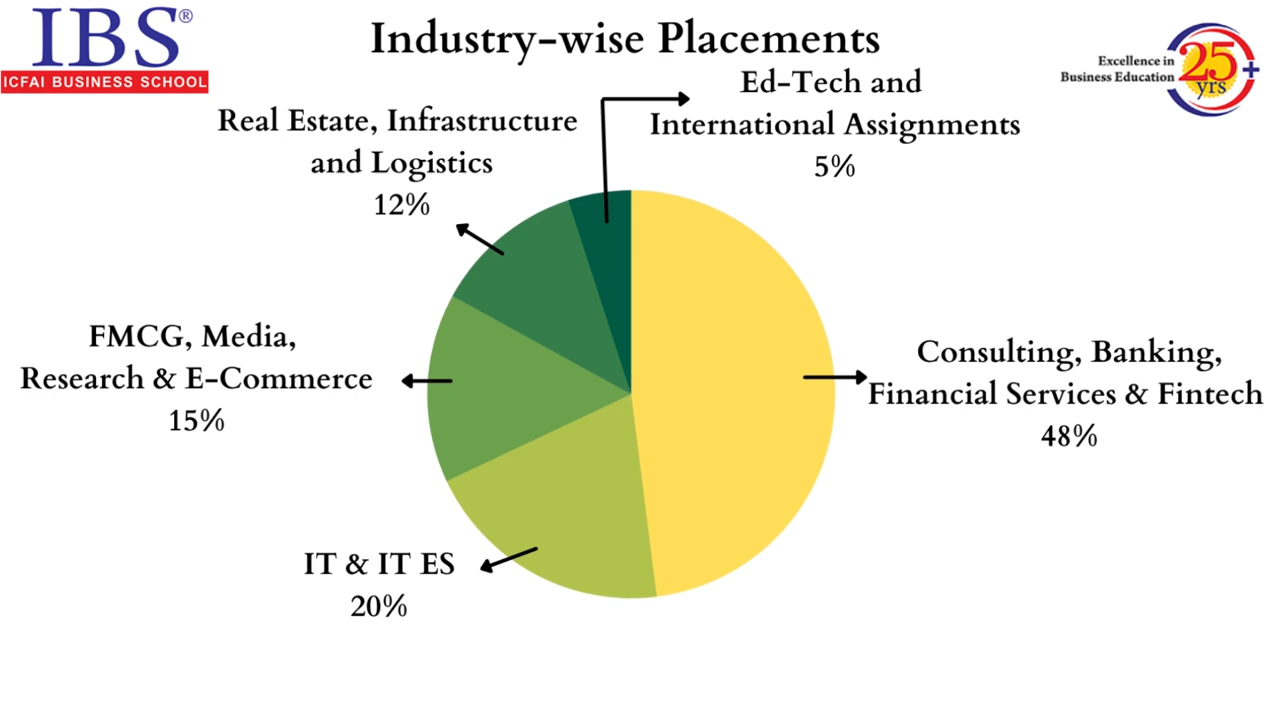 IBS®
ICFAI BUSINESS SCHOOL
Industry-wise Placements
Excellence in
Business Education
25+
yrs
Ed-Tech and
International Assignments
5%
Real Estate, Infrastructure
and Logistics
12%
FMCG, Media,
Research & E-Commerce
15%
Consulting, Banking,
Financial Services & Fintech
48%
IT & IT ES
20%